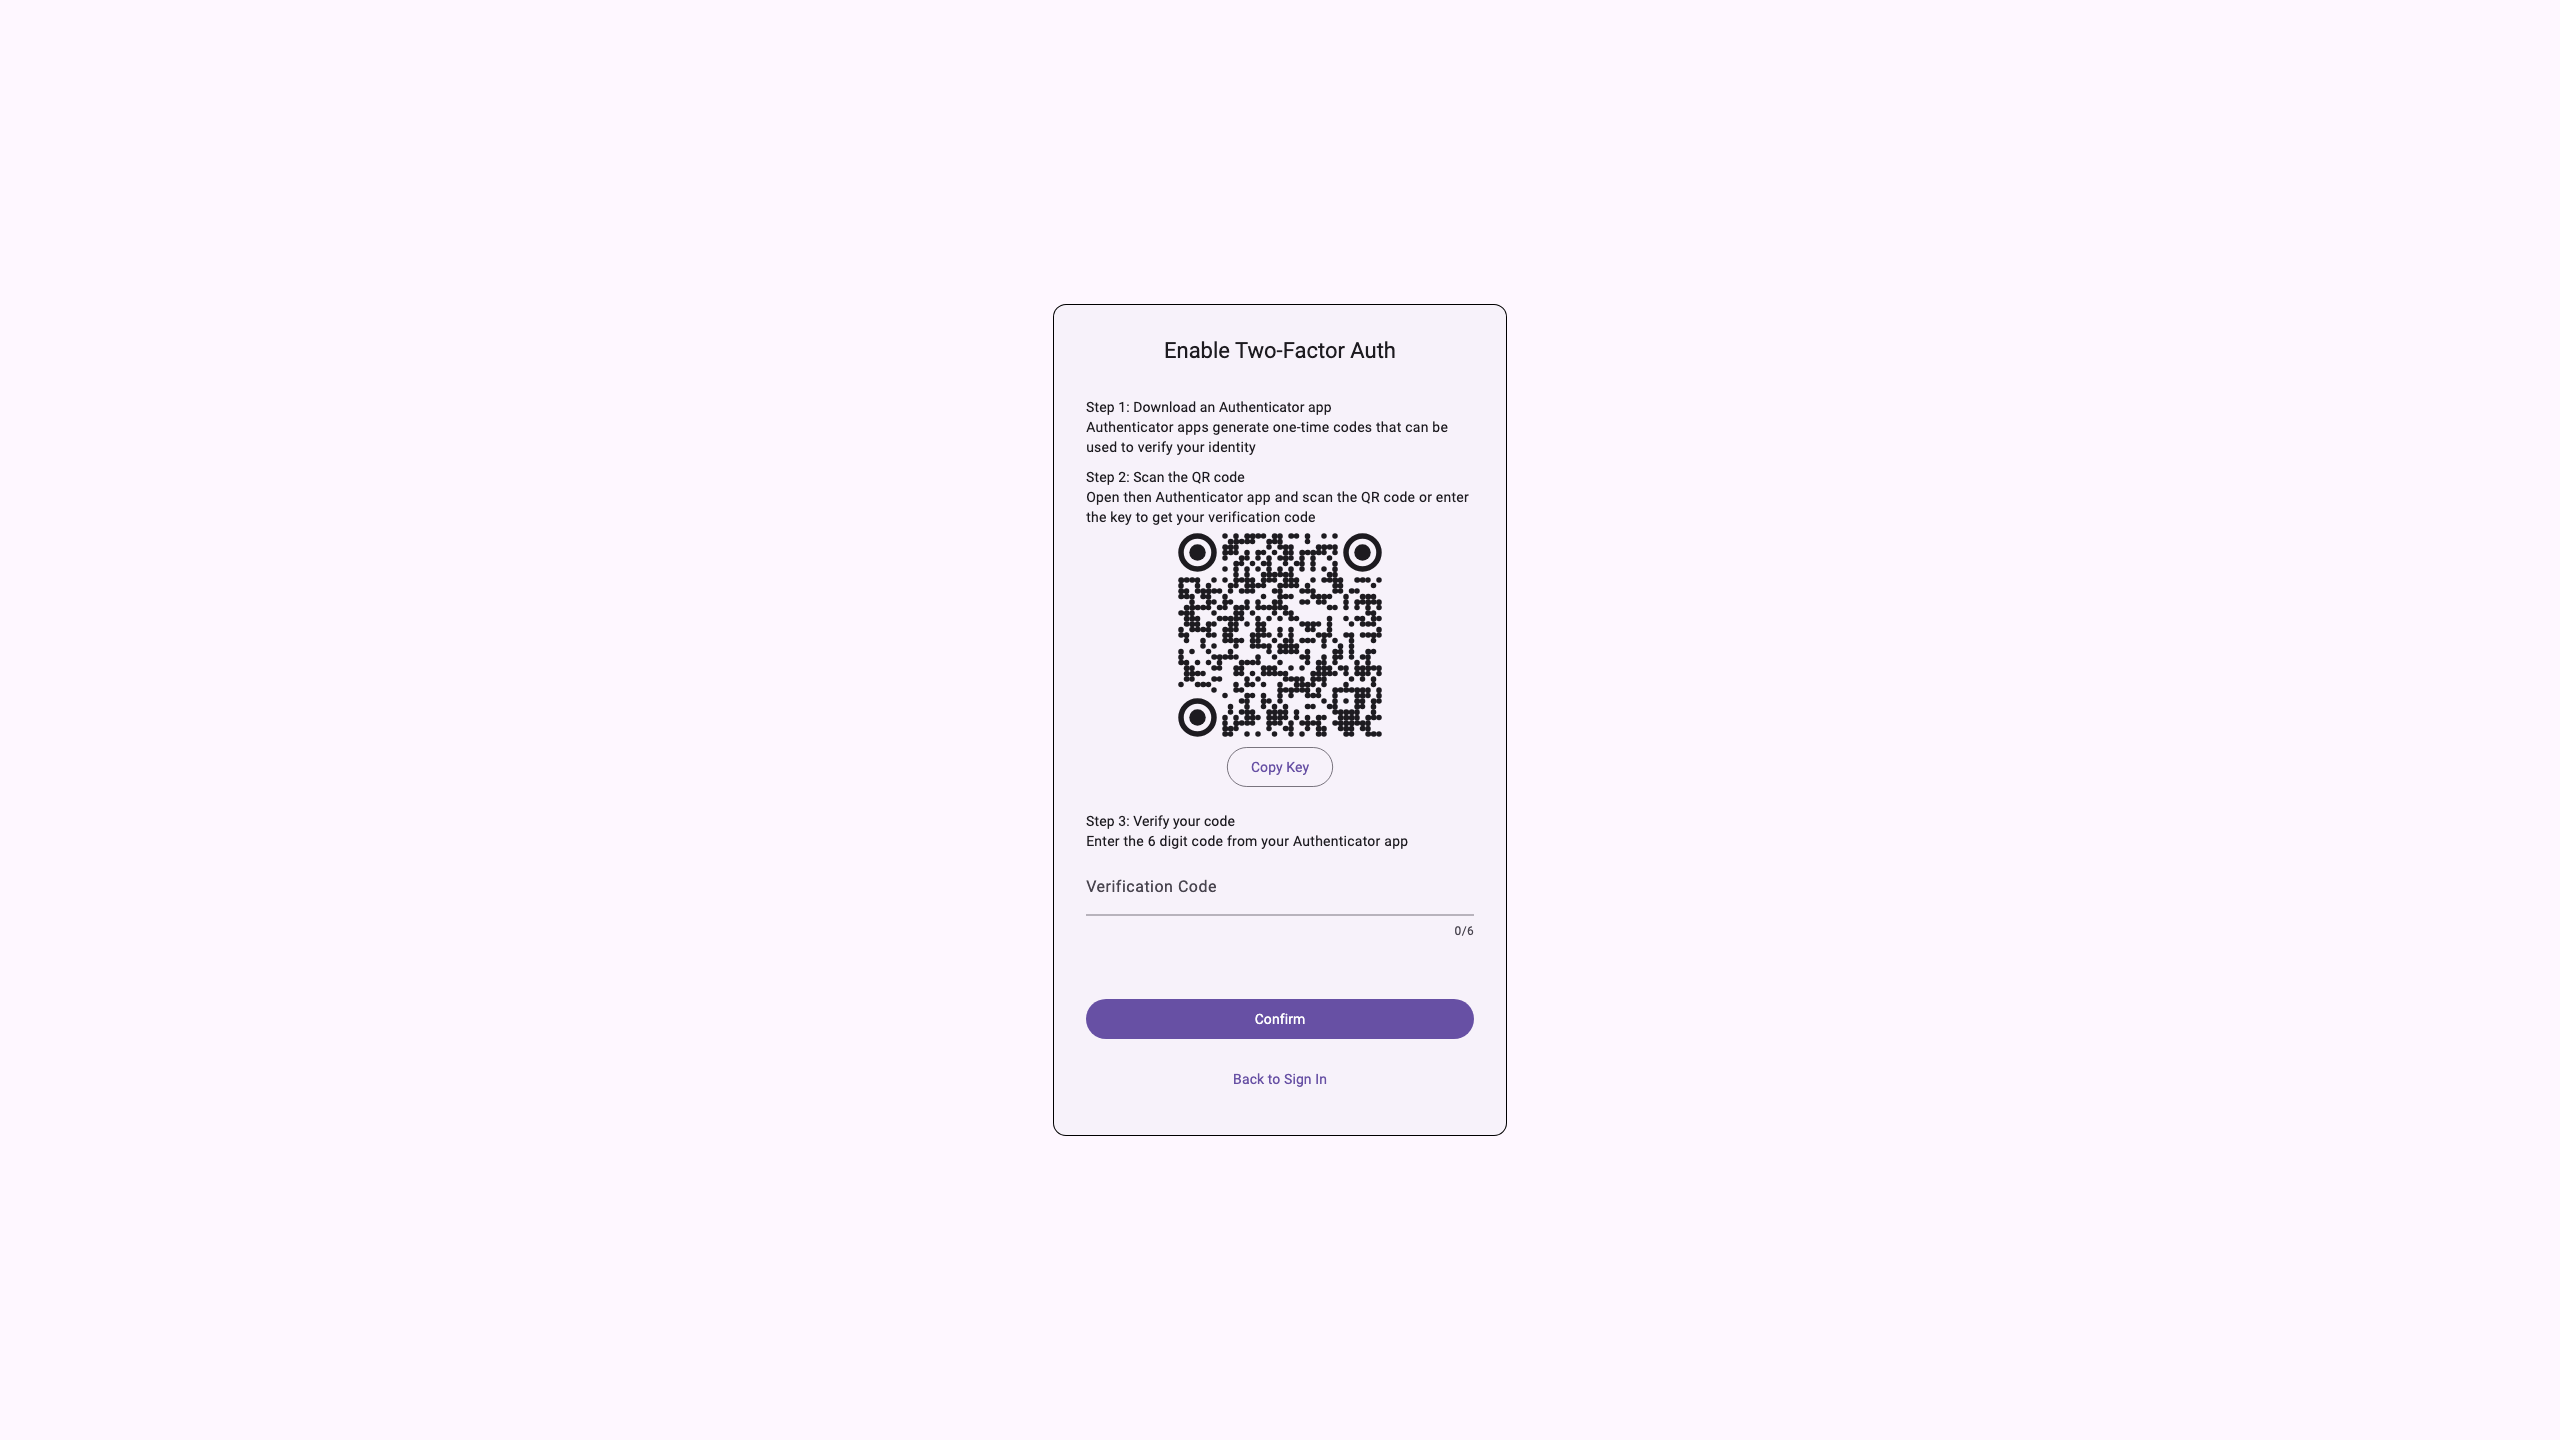 Enable Two-Factor Auth
Step 1: Download an Authenticator app
Authenticator apps generate one-time codes that can be
used to verify your identity
Step 2: Scan the QR code
Open then Authenticator app and scan the QR code or enter
the key to get your verification code
Copy Key
Step 3: Verify your code
Enter the 6 digit code from your Authenticator app
Verification Code
0/6
Confirm
Back to Sign In